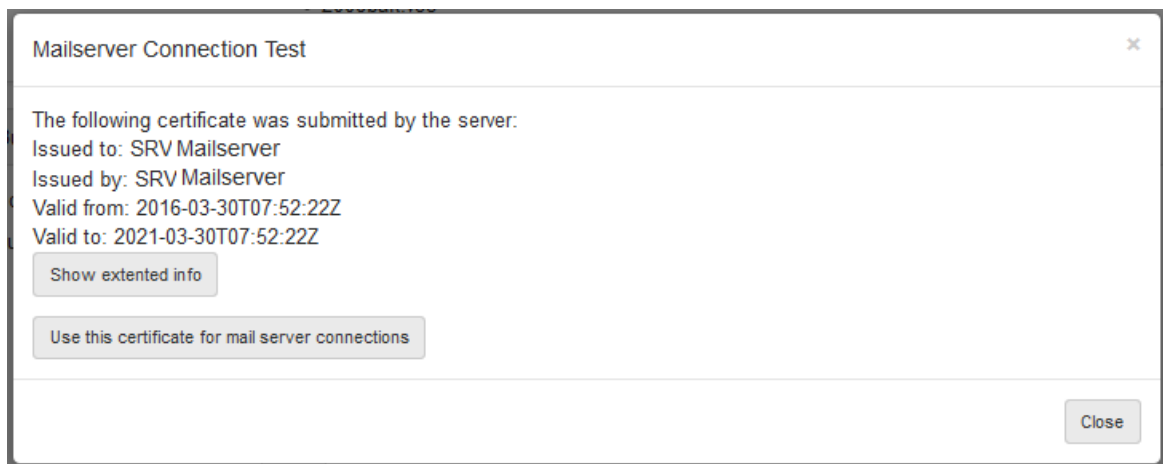 Mailserver Connection Test
×
The following certificate was submitted by the server:
Issued to: SRV Mailserver
Issued by: SRV Mailserver
Valid from: 2016-03-30T07:52:22Z
Valid to: 2021-03-30T07:52:22Z
Show extented info
Use this certificate for mail server connections
Close